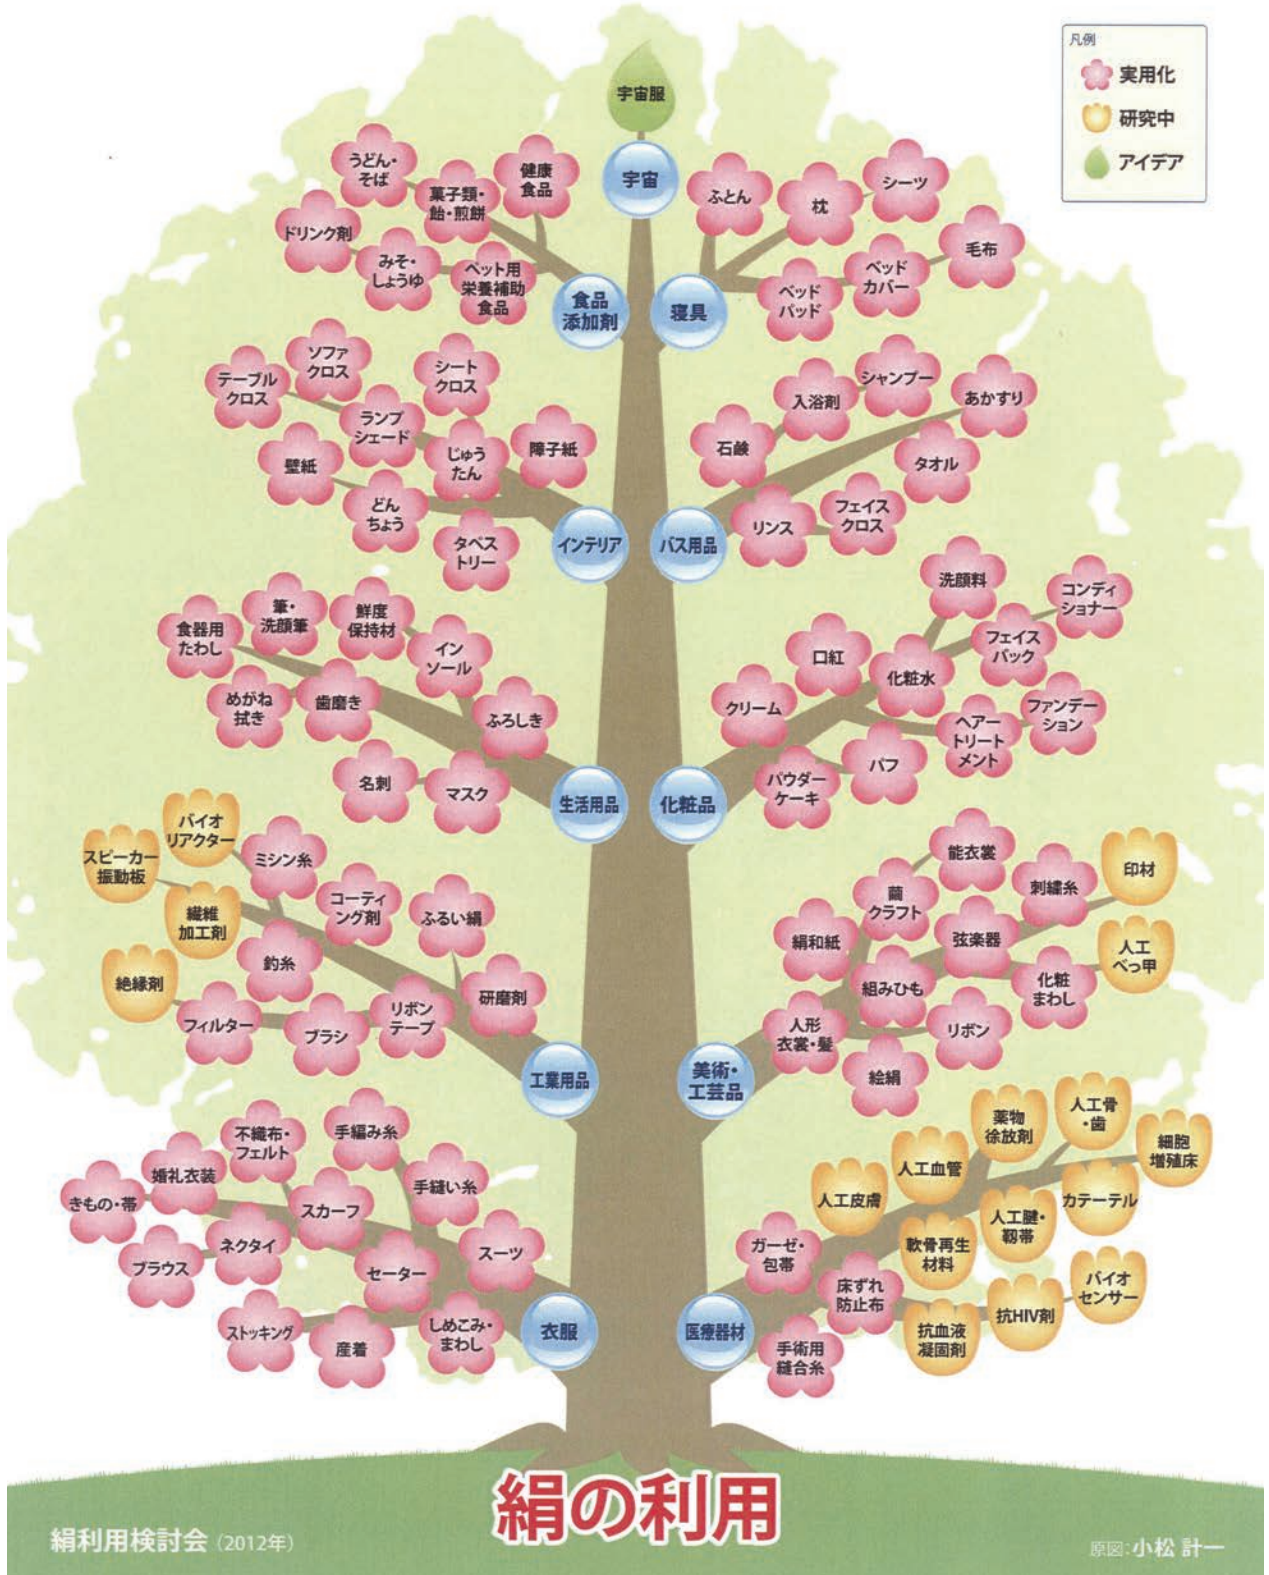 凡例
実用化
研究中
アイデア
宇宙服
宇宙
うどん・
そば
菓子類・
飴・煎餅
健康
食品
ドリンク剤
みそ・
しょうゆ
ペット用
栄養補助
食品
食品
添加剤
ふとん
枕
シーツ
ベッド
パッド
ベッド
カバー
毛布
寝具
テーブル
クロス
ソファ
クロス
シート
クロス
ランプ
シェード
壁紙
じゅう
たん
障子紙
どん
ちょう
タペス
トリー
インテリア
石鹸
入浴剤
シャンプー
あかすり
タオル
リンス
フェイス
クロス
バス用品
食器用
たわし
筆・
洗顔筆
鮮度
保持材
イン
ソール
めがね
拭き
歯磨き
ふろしき
名刺
マスク
生活用品
洗顔料
コンディ
ショナー
口紅
化粧水
フェイス
パック
クリーム
ヘアー
トリート
メント
ファンデー
ション
パウダー
ケーキ
パフ
化粧品
スピーカー
振動板
バイオ
リアクター
ミシン糸
繊維
加工剤
コーティ
ング剤
ふるい絹
絶縁剤
釣糸
フィルター
ブラシ
リボン
テープ
研磨剤
工業用品
能衣裳
繭
クラフト
刺繍糸
印材
絹和紙
弦楽器
人工
べっ甲
組みひも
化粧
まわし
人形
衣裳・髪
リボン
絵絹
美術・
工芸品
きもの・帯
婚礼衣装
不織布・
フェルト
手編み糸
手縫い糸
スカーフ
ブラウス
ネクタイ
セーター
スーツ
ストッキング
産着
しめこみ・
まわし
衣服
人工皮膚
人工血管
薬物
徐放剤
人工骨
・歯
細胞
増殖床
カテーテル
ガーゼ・
包帯
軟骨再生
材料
人工腱・
靱帯
床ずれ
防止布
抗血液
凝固剤
抗HIV剤
バイオ
センサー
手術用
縫合糸
医療器材
絹の利用
絹利用検討会(2012年)
原図:小松 計一